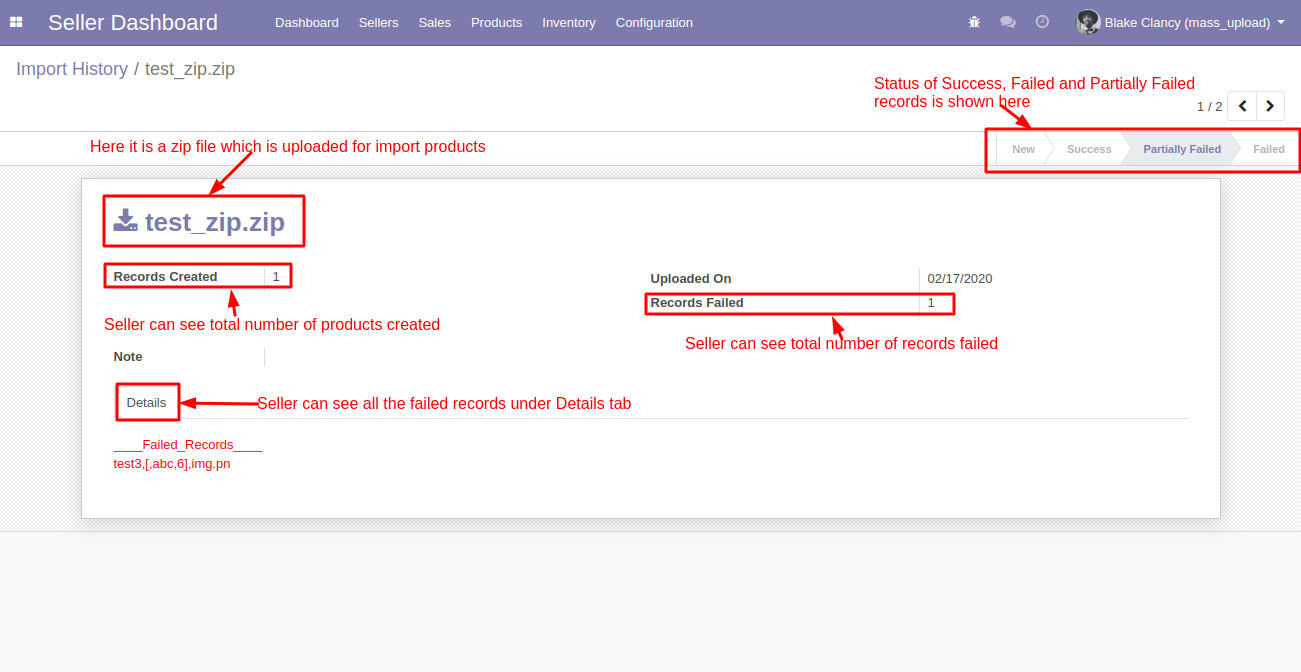 Seller Dashboard Dashboard Sellers Sales Products Inventory Configuration Blake Clancy (mass_upload)
Import History / test_zip.zip
Status of Success, Failed and Partially Failed
records is shown here
1 / 2
Here it is a zip file which is uploaded for import products
New Success Partially Failed Failed
test_zip.zip
Records Created 1
Uploaded On 02/17/2020
Records Failed 1
Seller can see total number of products created
Seller can see total number of records failed
Note
Details
Seller can see all the failed records under Details tab
____Failed_Records____
test3,[,abc,6],img.pn